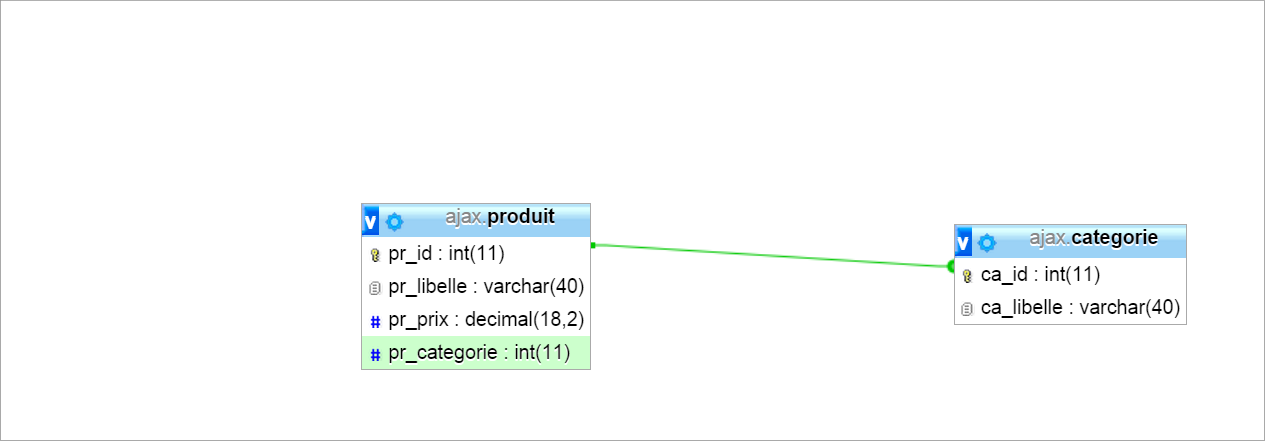 v ajax.produit
pr_id : int(11)
pr_libelle : varchar(40)
# pr_prix : decimal(18,2)
# pr_categorie : int(11)
v ajax.categorie
ca_id : int(11)
ca_libelle : varchar(40)